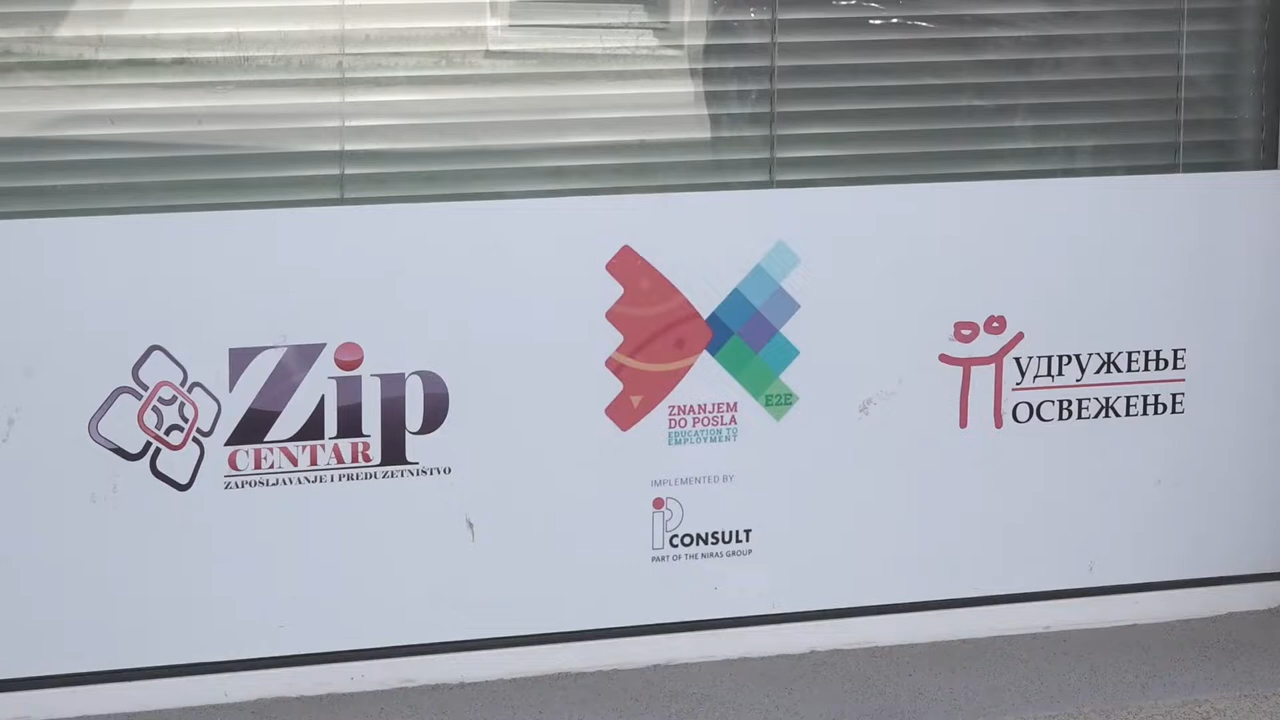 Zip
CENTAR
ZAPOŠLJAVANJE I PREDUZETNIŠTVO
E2E
ZNANJEM
DO POSLA
EDUCATION TO
EMPLOYMENT
IMPLEMENTED BY
iP CONSULT
PART OF THE NIRAS GROUP
УДРУЖЕЊЕ
ОСВЕЖЕЊЕ